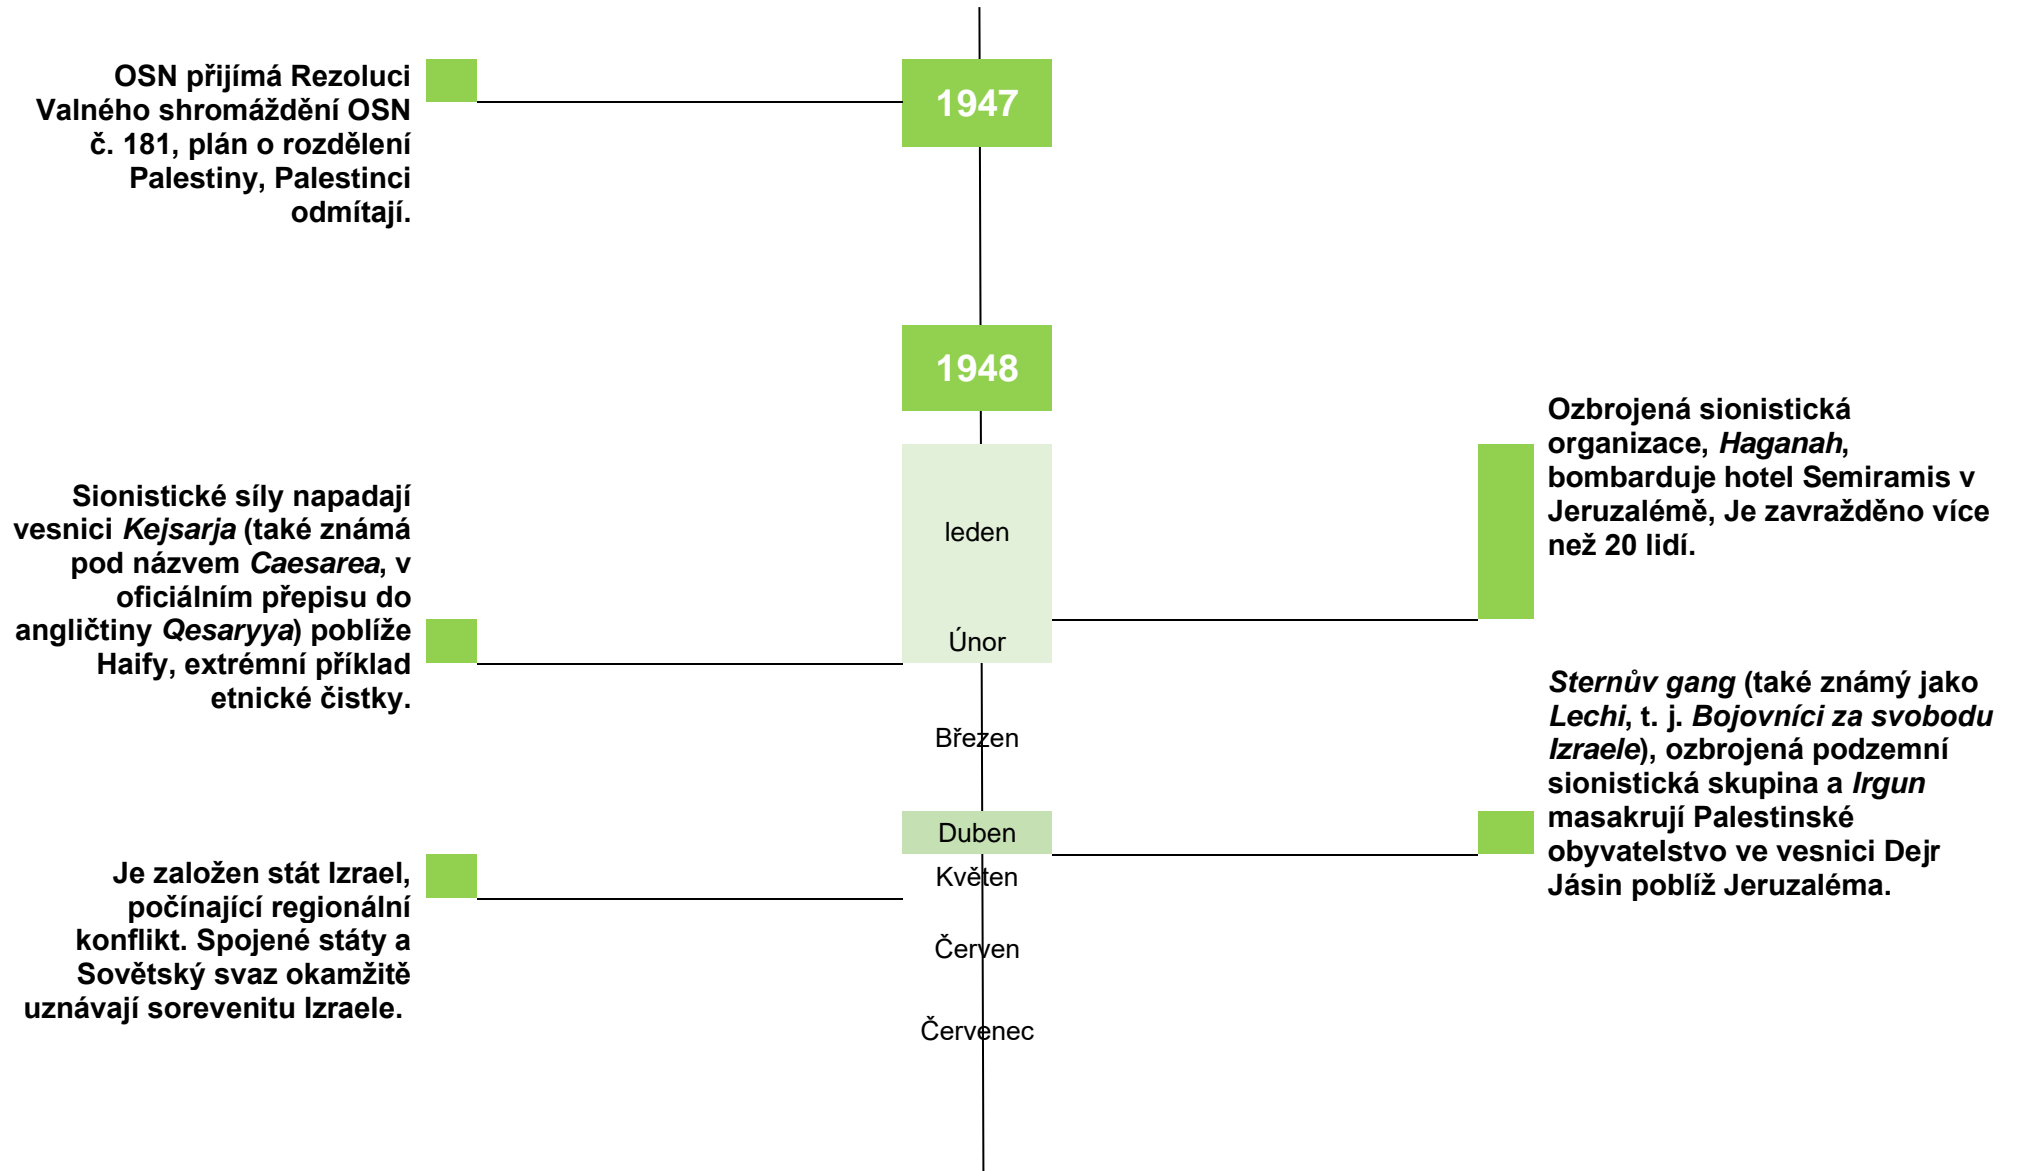 OSN přijímá Rezoluci
Valného shromáždění OSN
č. 181, plán o rozdělení
Palestiny, Palestinci
odmítají.
1947
1948
Ozbrojená sionistická
organizace, Haganah,
bombarduje hotel Semiramis v
Jeruzalémě, Je zavražděno více
než 20 lidí.
leden
Sionistické síly napadají
vesnici Kejsarja (také známá
pod názvem Caesarea, v
oficiálním přepisu do
angličtiny Qesaryya) poblíže
Haify, extrémní příklad
etnické čistky.
Únor
Březen
Sternův gang (také známý jako
Lechi, t. j. Bojovníci za svobodu
Izraele), ozbrojená podzemní
sionistická skupina a Irgun
masakrují Palestinské
obyvatelstvo ve vesnici Dejr
Jásin poblíž Jeruzaléma.
Duben
Květen
Je založen stát Izrael,
počínající regionální
konflikt. Spojené státy a
Sovětský svaz okamžitě
uznávají sorevenitu Izraele.
Červen
Červenec